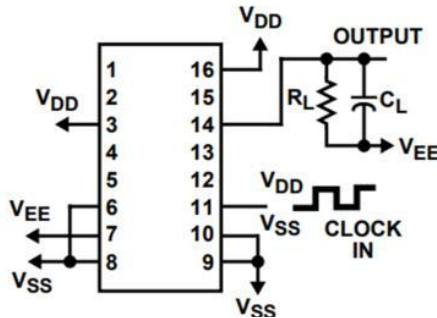 VDD
OUTPUT
1 16
VDD
2 15
RL
CL
3 14
VEE
4 13
5 12
VDD
VEE
6 11
VSS
CLOCK
IN
7 10
8 9
VSS
VSS